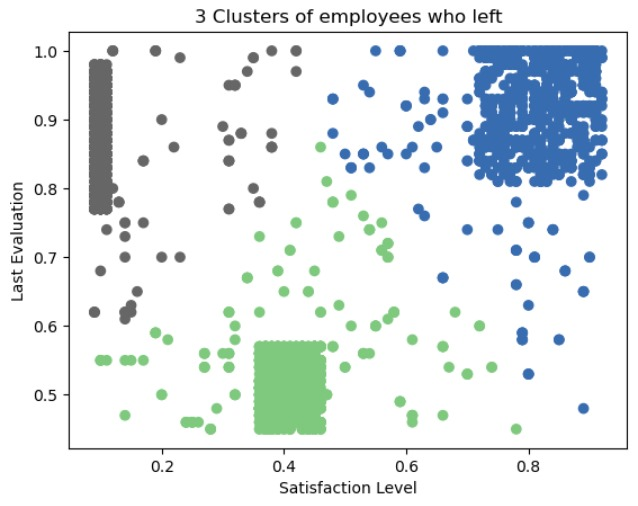 3 Clusters of employees who left
Last Evaluation
1.0
0.9
0.8
0.7
0.6
0.5
0.2 0.4 0.6 0.8
Satisfaction Level